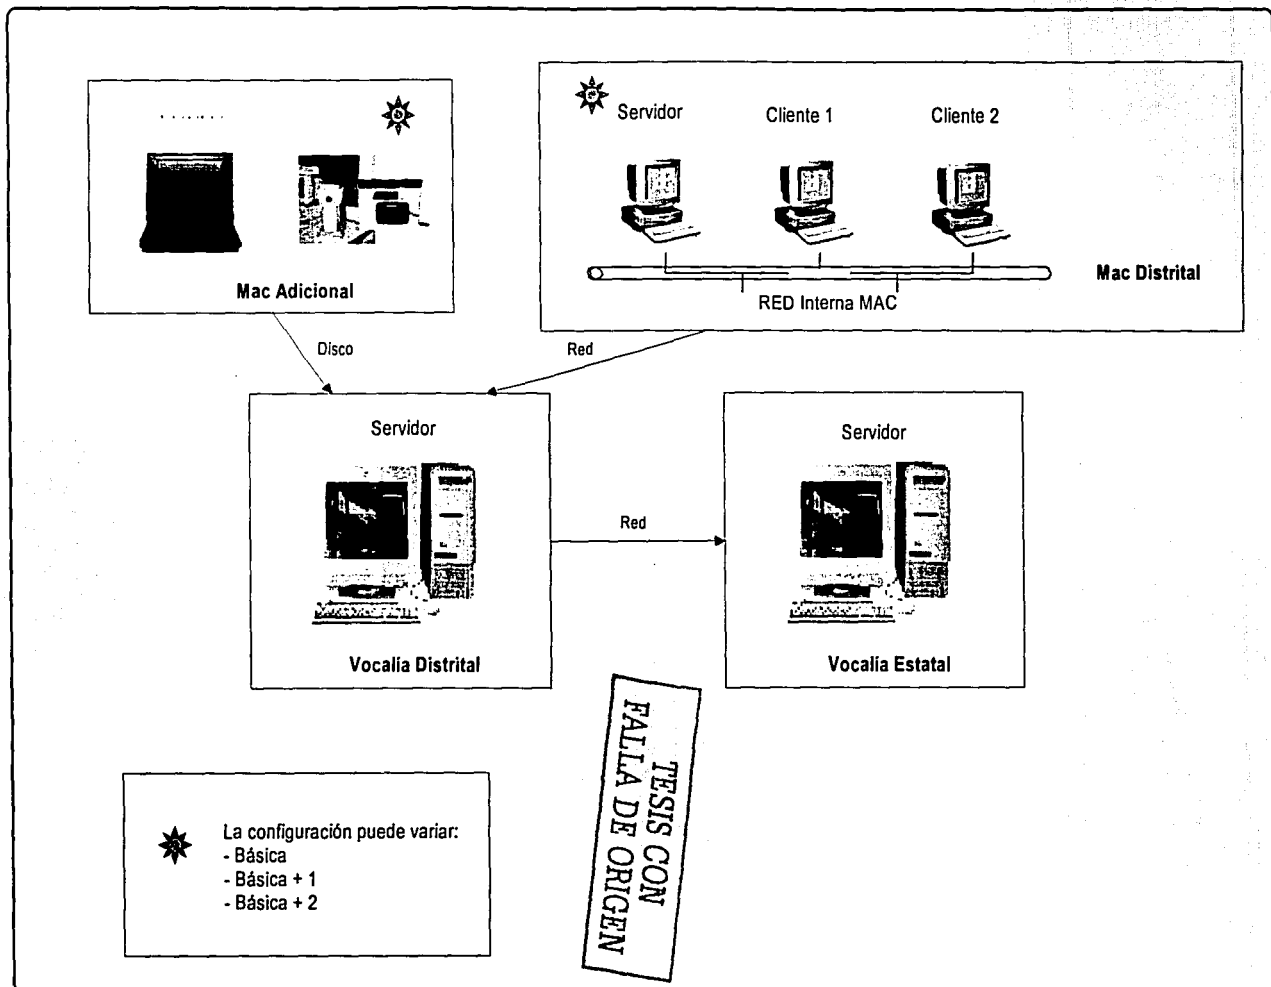 Servidor
Cliente 1
Cliente 2
Mac Adicional
Mac Distrital
RED Interna MAC
Disco
Red
Servidor
Servidor
Red
Vocalía Distrital
Vocalía Estatal
TESIS CON
FALLA DE ORIGEN
La configuración puede variar:
- Básica
- Básica + 1
- Básica + 2